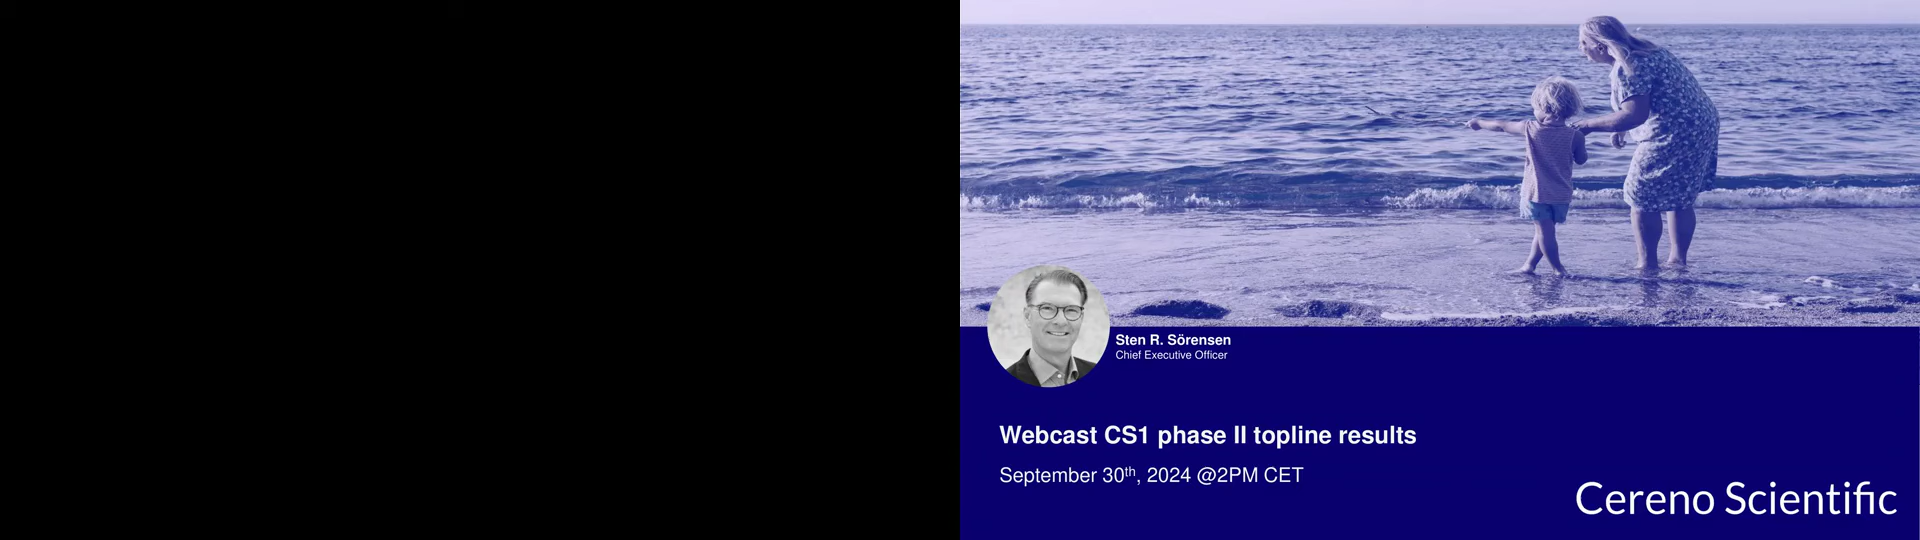 Sten R. Sörensen
Chief Executive Officer
Webcast CS1 phase II topline results
September 30th, 2024 @2PM CET
Cereno Scientific